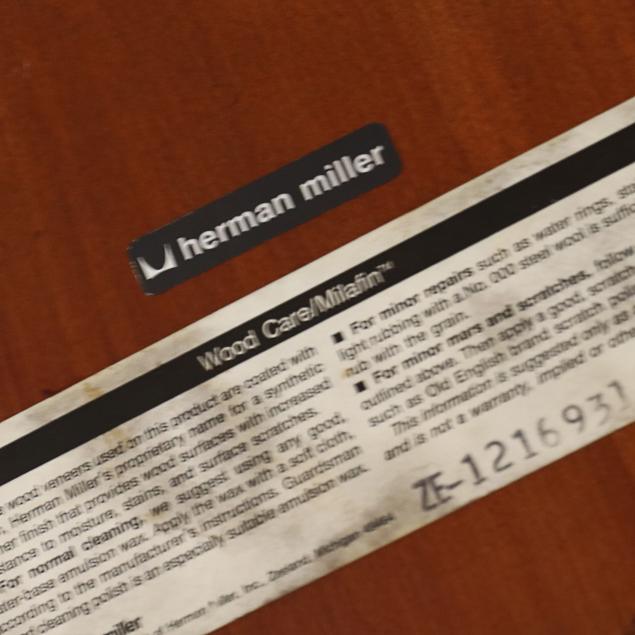 herman miller
Wood Care/Milafin™
wood veneers used on this product are coated with
Herman Miller's proprietary name for a synthetic
finish that provides wood surfaces with increased
to moisture, stains, and surface scratches.
For normal cleaning, we suggest using any good,
emulsion wax. Apply the wax with a soft cloth,
according to the manufacturer's instructions. Guardsman
cleaning polish is an especially suitable emulsion wax.
■ For minor repairs such as water rings,
light rubbing with a No. 000 steel wool is
rub with the grain.
■ For minor mars and scratches, follow
outlined above. Then apply a good, scratch
such as Old English brand, scratch
This information is suggested only as
and is not a warranty, implied or
ZE-1216931
miller
Herman Miller, Inc., Zeeland, Michigan